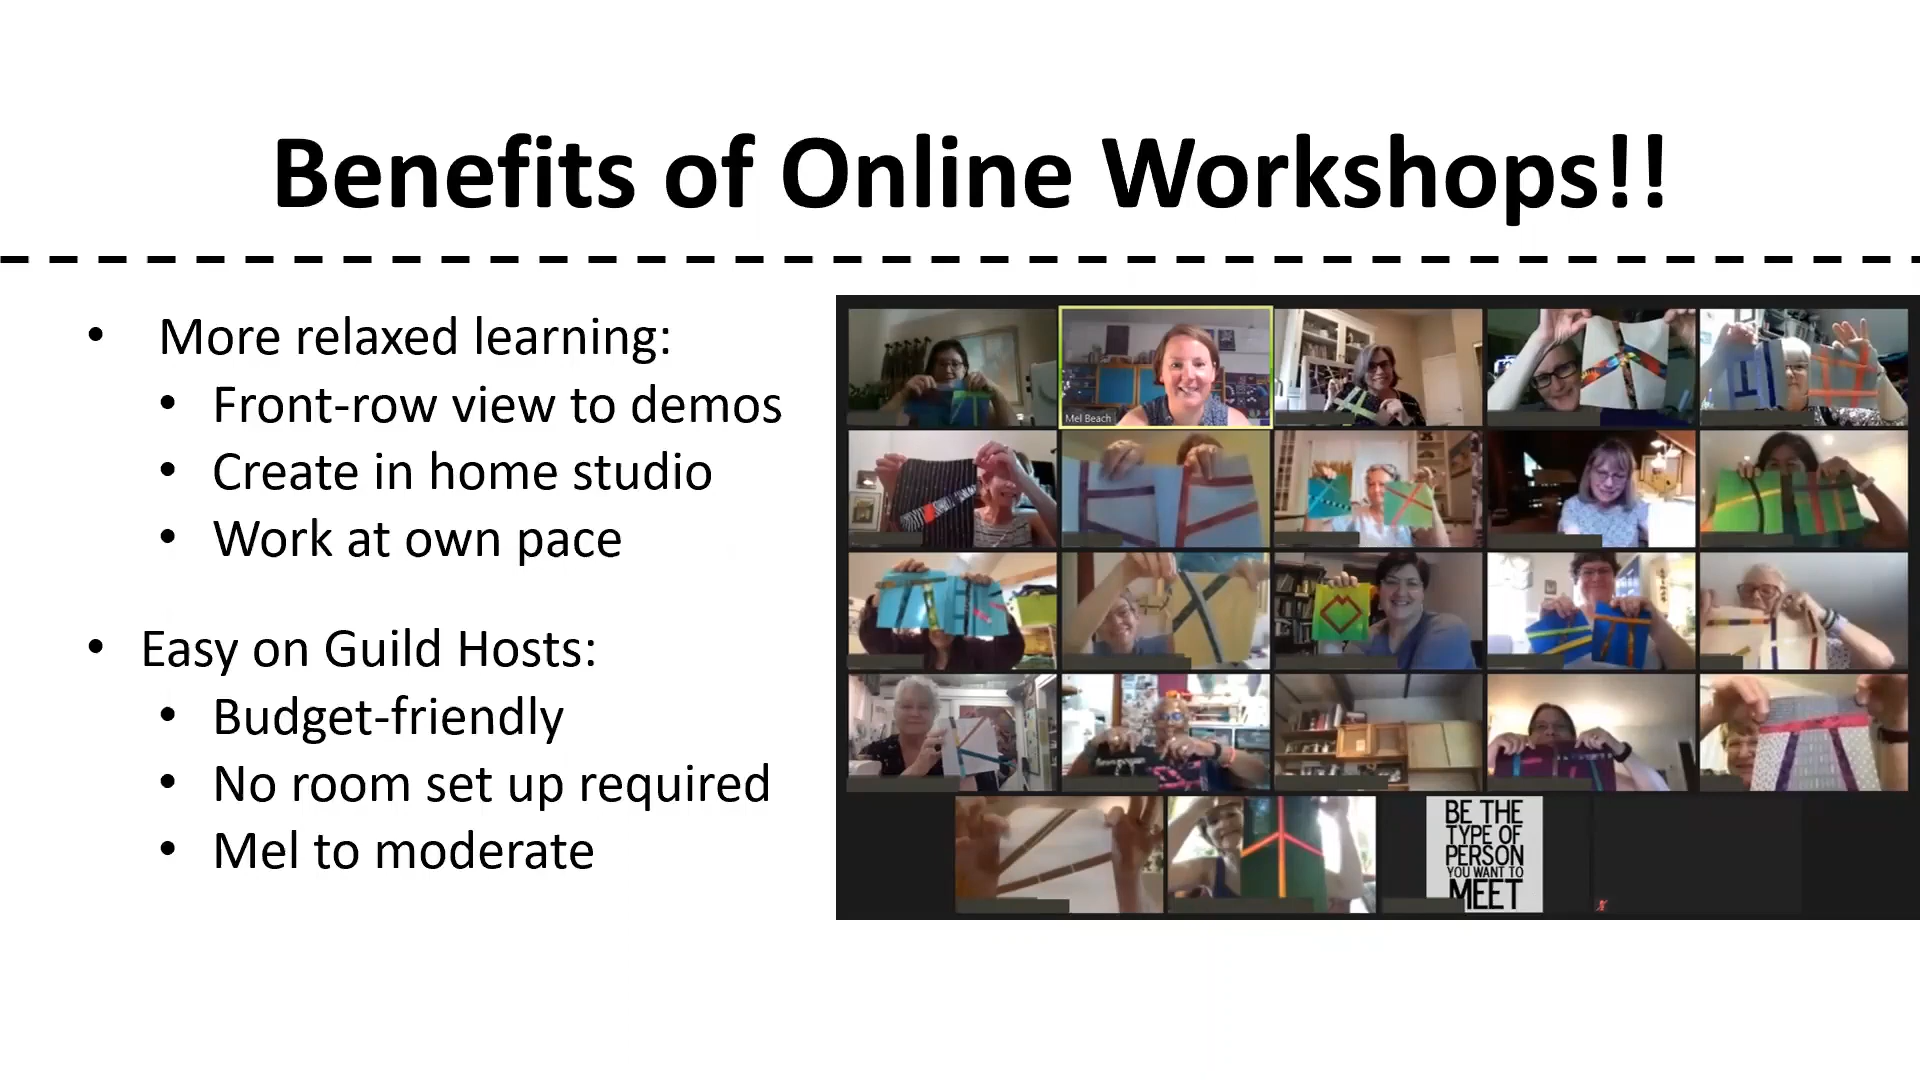 Benefits of Online Workshops!!
• More relaxed learning:
• Front-row view to demos
• Create in home studio
• Work at own pace
• Easy on Guild Hosts:
• Budget-friendly
• No room set up required
• Mel to moderate
Mel Beach
BE THE
TYPE OF
PERSON
YOU WANT TO
MEET